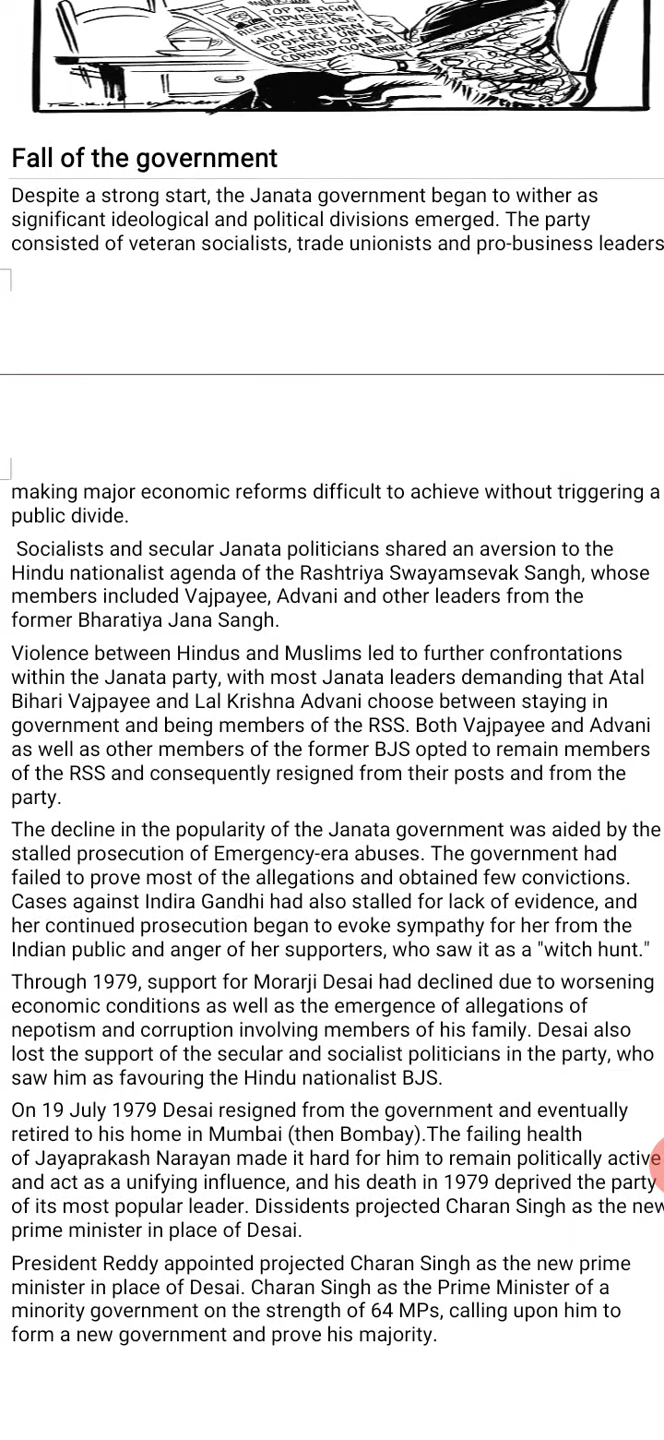 WON'T RETURN
TO OFFICE UNTIL
CLEARED OF
CORRUPTION
Fall of the government
Despite a strong start, the Janata government began to wither as
significant ideological and political divisions emerged. The party
consisted of veteran socialists, trade unionists and pro-business leaders
making major economic reforms difficult to achieve without triggering a
public divide.
Socialists and secular Janata politicians shared an aversion to the
Hindu nationalist agenda of the Rashtriya Swayamsevak Sangh, whose
members included Vajpayee, Advani and other leaders from the
former Bharatiya Jana Sangh.
Violence between Hindus and Muslims led to further confrontations
within the Janata party, with most Janata leaders demanding that Atal
Bihari Vajpayee and Lal Krishna Advani choose between staying in
government and being members of the RSS. Both Vajpayee and Advani
as well as other members of the former BJS opted to remain members
of the RSS and consequently resigned from their posts and from the
party.
The decline in the popularity of the Janata government was aided by the
stalled prosecution of Emergency-era abuses. The government had
failed to prove most of the allegations and obtained few convictions.
Cases against Indira Gandhi had also stalled for lack of evidence, and
her continued prosecution began to evoke sympathy for her from the
Indian public and anger of her supporters, who saw it as a "witch hunt."
Through 1979, support for Morarji Desai had declined due to worsening
economic conditions as well as the emergence of allegations of
nepotism and corruption involving members of his family. Desai also
lost the support of the secular and socialist politicians in the party, who
saw him as favouring the Hindu nationalist BJS.
On 19 July 1979 Desai resigned from the government and eventually
retired to his home in Mumbai (then Bombay).The failing health
of Jayaprakash Narayan made it hard for him to remain politically active
and act as a unifying influence, and his death in 1979 deprived the party
of its most popular leader. Dissidents projected Charan Singh as the new
prime minister in place of Desai.
President Reddy appointed projected Charan Singh as the new prime
minister in place of Desai. Charan Singh as the Prime Minister of a
minority government on the strength of 64 MPs, calling upon him to
form a new government and prove his majority.